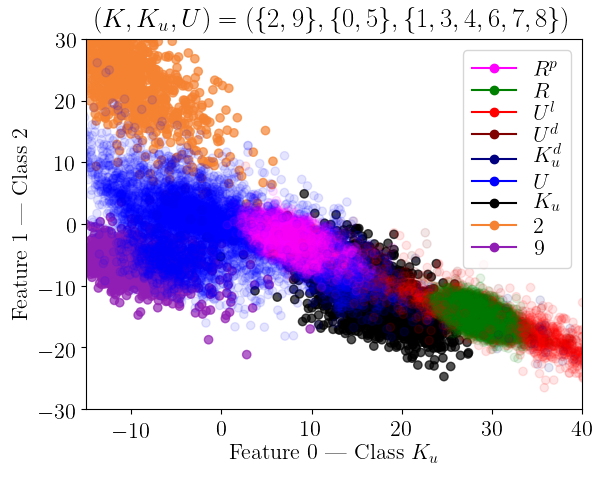 (K, K_u, U) = ({2, 9}, {0, 5}, {1, 3, 4, 6, 7, 8})
30
20
10
0
−10
−20
−30
Feature 1 — Class 2
R^p
R
U^l
U^d
K_u^d
U
K_u
2
9
−10
0
10
20
30
40
Feature 0 — Class K_u